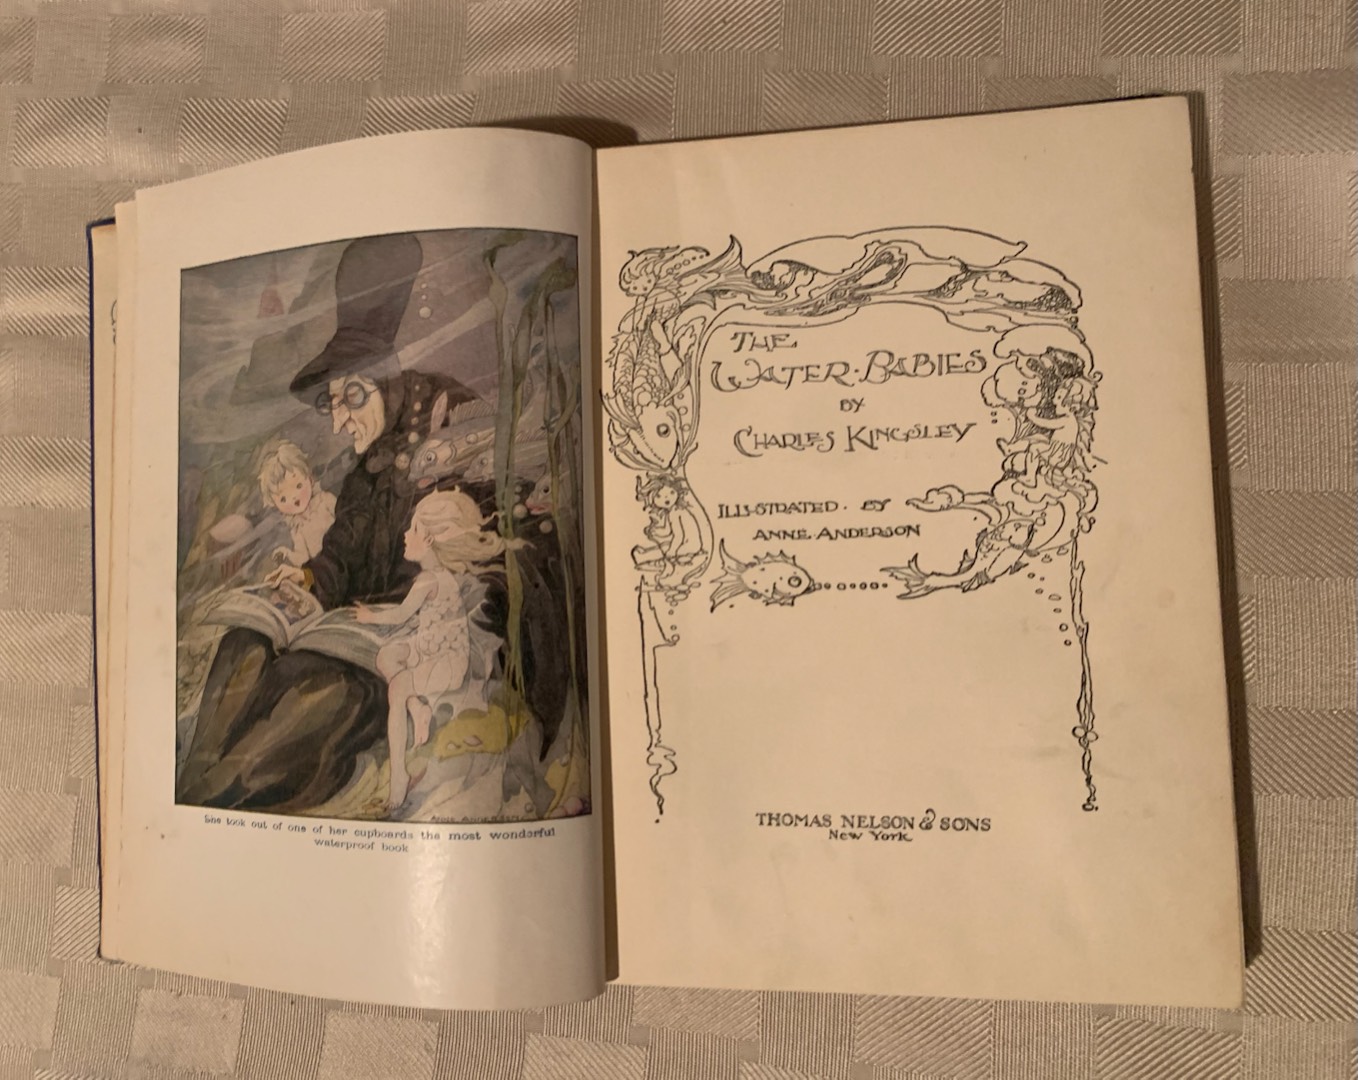 She took out of one of her cupboards the most wonderful
waterproof book
THE
WATER-BABIES
BY
CHARLES KINGSLEY
ILLUSTRATED. BY
ANNE ANDERSON
THOMAS NELSON & SONS
New York